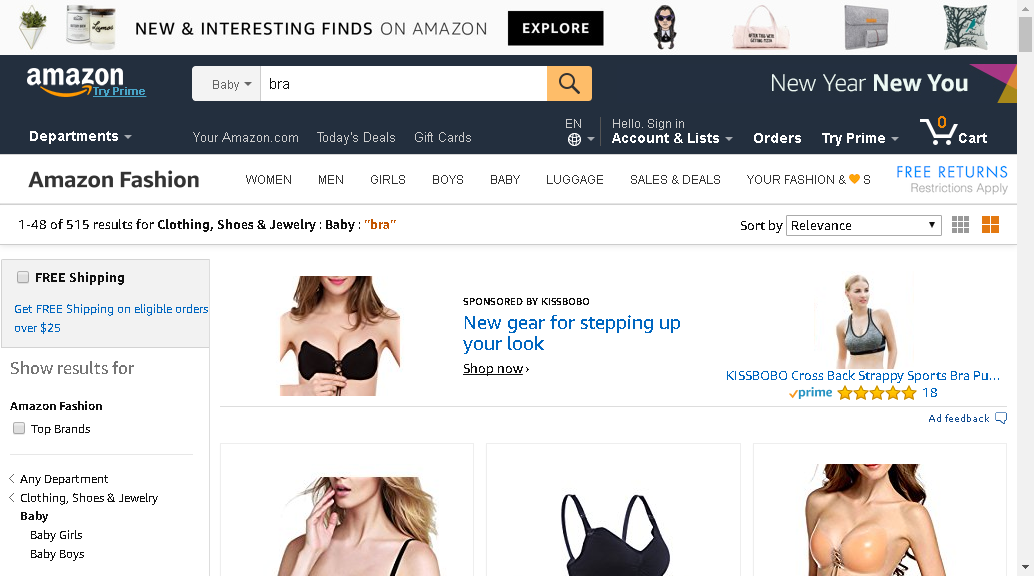 NEW & INTERESTING FINDS ON AMAZON
EXPLORE
amazon
Try Prime
Baby
bra
New Year New You
Departments
Your Amazon.com
Today's Deals
Gift Cards
EN
Hello. Sign in
Account & Lists
Orders
Try Prime
0
Cart
Amazon Fashion
WOMEN
MEN
GIRLS
BOYS
BABY
LUGGAGE
SALES & DEALS
YOUR FASHION & S
FREE RETURNS
Restrictions Apply
1-48 of 515 results for Clothing, Shoes & Jewelry : Baby : "bra"
Sort by Relevance
FREE Shipping
Get FREE Shipping on eligible orders
over $25
Show results for
Amazon Fashion
Top Brands
Any Department
Clothing, Shoes & Jewelry
Baby
Baby Girls
Baby Boys
SPONSORED BY KISSBOBO
New gear for stepping up
your look
Shop now ›
KISSBOBO Cross Back Strappy Sports Bra Pu...
prime
18
Ad feedback